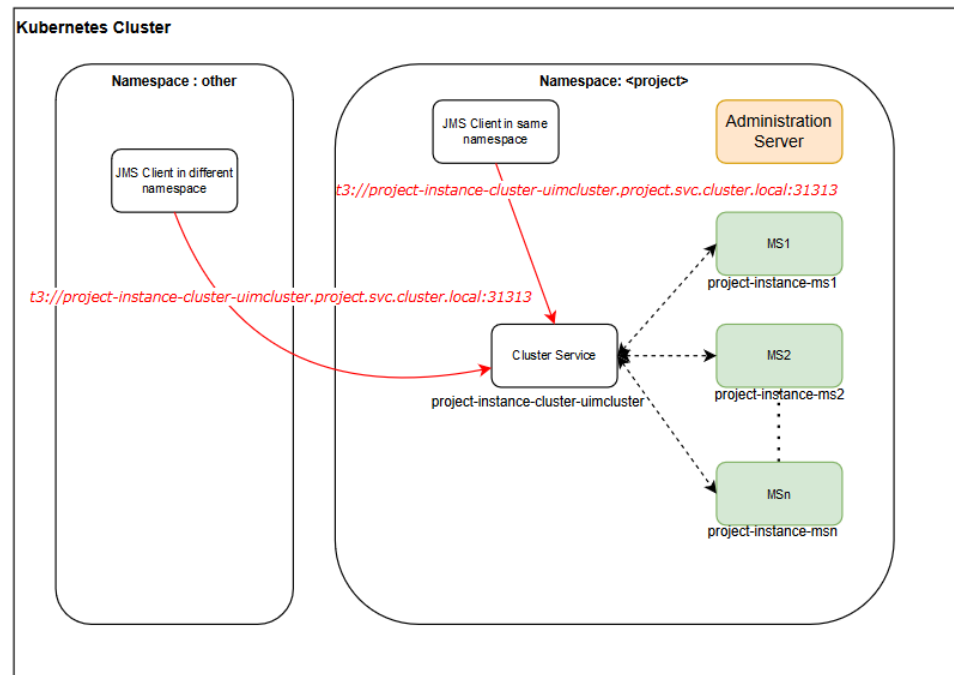 Kubernetes Cluster
Namespace : other
Namespace: <project>
JMS Client in same
namespace
Administration
Server
JMS Client in different
namespace
t3://project-instance-cluster-uimcluster.project.svc.cluster.local:31313
MS1
project-instance-ms1
t3://project-instance-cluster-uimcluster.project.svc.cluster.local:31313
Cluster Service
project-instance-cluster-uimcluster
MS2
project-instance-ms2
MSn
project-instance-msn